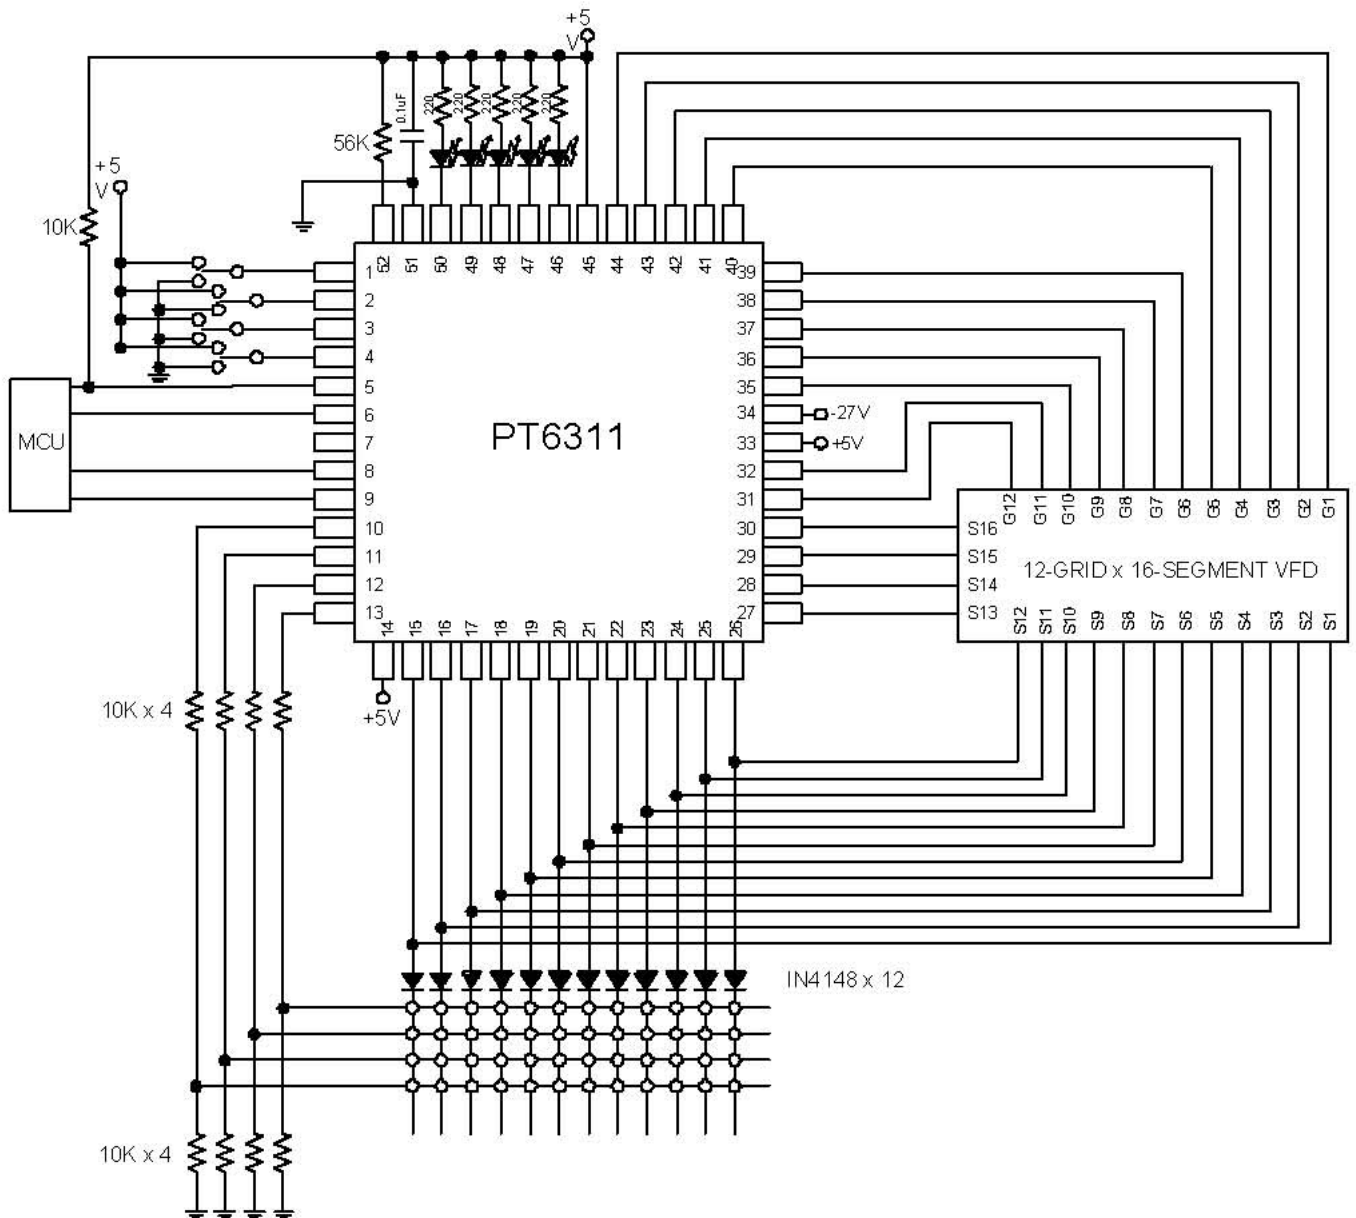 +5
V
0.1uF
220
220
220
220
220
56K
+5
V
10K
52
51
50
49
48
47
46
45
44
43
42
41
40
1
2
3
4
5
6
7
8
9
10
11
12
13
39
38
37
36
35
34
33
32
31
30
29
28
27
-27V
+5V
MCU
PT6311
G12
G11
G10
G9
G8
G7
G6
G5
G4
G3
G2
G1
S16
S15
S14
S13
12-GRID x 16-SEGMENT VFD
S12
S11
S10
S9
S8
S7
S6
S5
S4
S3
S2
S1
14
15
16
17
18
19
20
21
22
23
24
25
26
+5V
10K x 4
IN4148 x 12
10K x 4